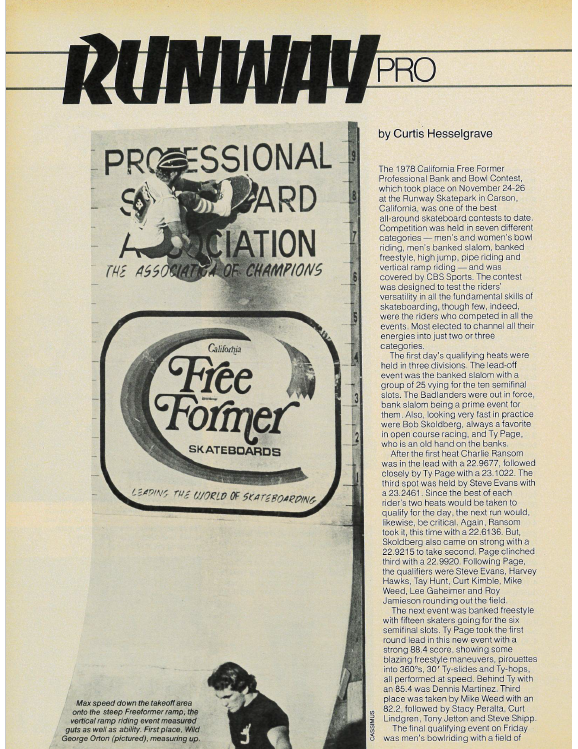 RUNWAY PRO
by Curtis Hesselgrave
PROFESSIONAL
ARD
CIATION
THE ASSOCIATION OF CHAMPIONS
9
8
7
6
5
4
3
2
1
California
Free
Former
SKATEBOARDS
LEADING THE WORLD OF SKATEBOARDING
Max speed down the takeoff area
onto the steep Freeformer ramp, the
vertical ramp riding event measured
guts as well as ability. First place, Wild
George Orton (pictured), measuring up.
CASSIMUS
The 1978 California Free Former
Professional Bank and Bowl Contest,
which took place on November 24-26
at the Runway Skatepark in Carson,
California, was one of the best
all-around skateboard contests to date.
Competition was held in seven different
categories — men's and women's bowl
riding, men's banked slalom, banked
freestyle, high jump, pipe riding and
vertical ramp riding — and was
covered by CBS Sports. The contest
was designed to test the riders'
versatility in all the fundamental skills of
skateboarding, though few, indeed,
were the riders who competed in all the
events. Most elected to channel all their
energies into just two or three
categories.
The first day's qualifying heats were
held in three divisions. The lead-off
event was the banked slalom with a
group of 25 vying for the ten semifinal
slots. The Badlanders were out in force,
bank slalom being a prime event for
them. Also, looking very fast in practice
were Bob Skoldberg, always a favorite
in open course racing, and Ty Page,
who is an old hand on the banks.
After the first heat Charlie Ransom
was in the lead with a 22.9677, followed
closely by Ty Page with a 23.1022. The
third spot was held by Steve Evans with
a 23.2461. Since the best of each
rider's two heats would be taken to
qualify for the day, the next run would,
likewise, be critical. Again, Ransom
took it, this time with a 22.6136. But,
Skoldberg also came on strong with a
22.9215 to take second. Page clinched
third with a 22.9920. Following Page,
the qualifiers were Steve Evans, Harvey
Hawks, Tay Hunt, Curt Kimble, Mike
Weed, Lee Gaheimer and Roy
Jamieson rounding out the field.
The next event was banked freestyle
with fifteen skaters going for the six
semifinal slots. Ty Page took the first
round lead in this new event with a
strong 88.4 score, showing some
blazing freestyle maneuvers, pirouettes
into 360°s, 30' Ty-slides and Ty-hops,
all performed at speed. Behind Ty with
an 85.4 was Dennis Martinez. Third
place was taken by Mike Weed with an
82.2, followed by Stacy Peralta, Curt
Lindgren, Tony Jetton and Steve Shipp.
The final qualifying event on Friday
was men's bowlriding with a field of